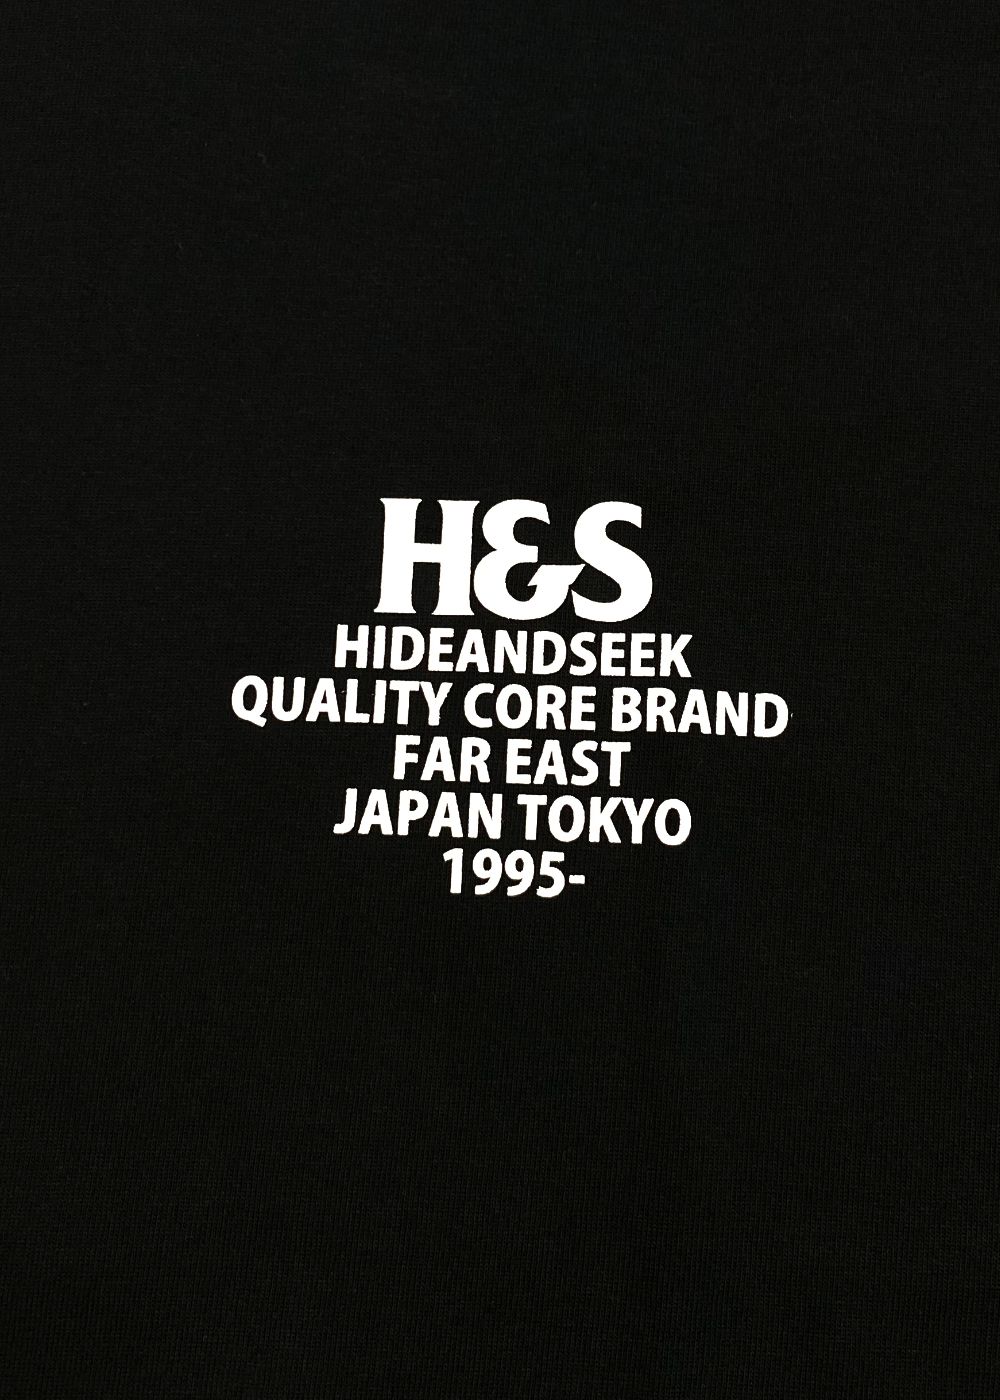 H&S
HIDEANDSEEK
QUALITY CORE BRAND
FAR EAST
JAPAN TOKYO
1995-